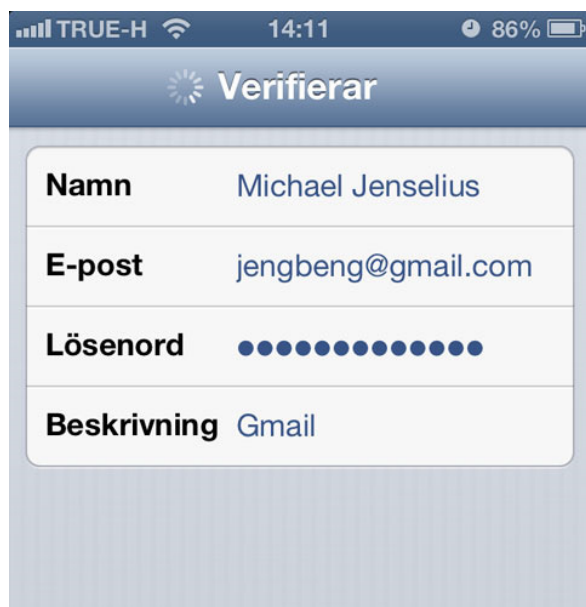 TRUE-H 14:11 86%
Verifierar
Namn Michael Jenselius
E-post jengbeng@gmail.com
Lösenord ●●●●●●●●●●●●●
Beskrivning Gmail